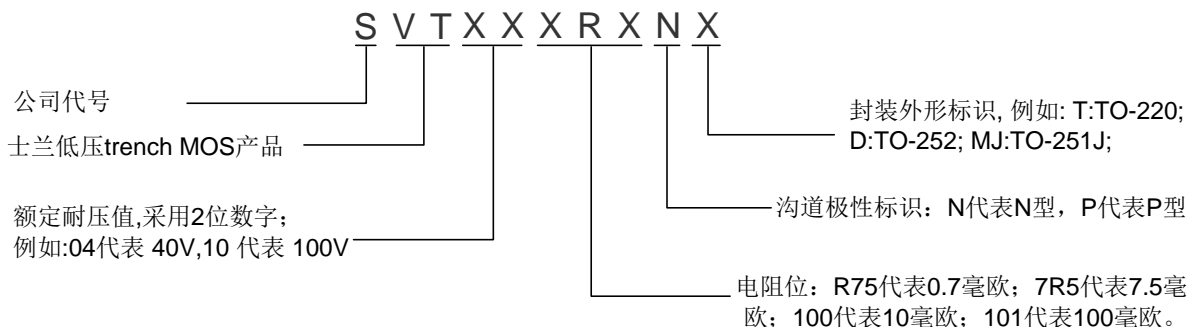 S V T X X X R X N X
公司代号
士兰低压trench MOS产品
额定耐压值,采用2位数字；
例如:04代表 40V,10 代表 100V
封装外形标识, 例如: T:TO-220;
D:TO-252; MJ:TO-251J;
沟道极性标识：N代表N型，P代表P型
电阻位：R75代表0.7毫欧；7R5代表7.5毫
欧；100代表10毫欧；101代表100毫欧。